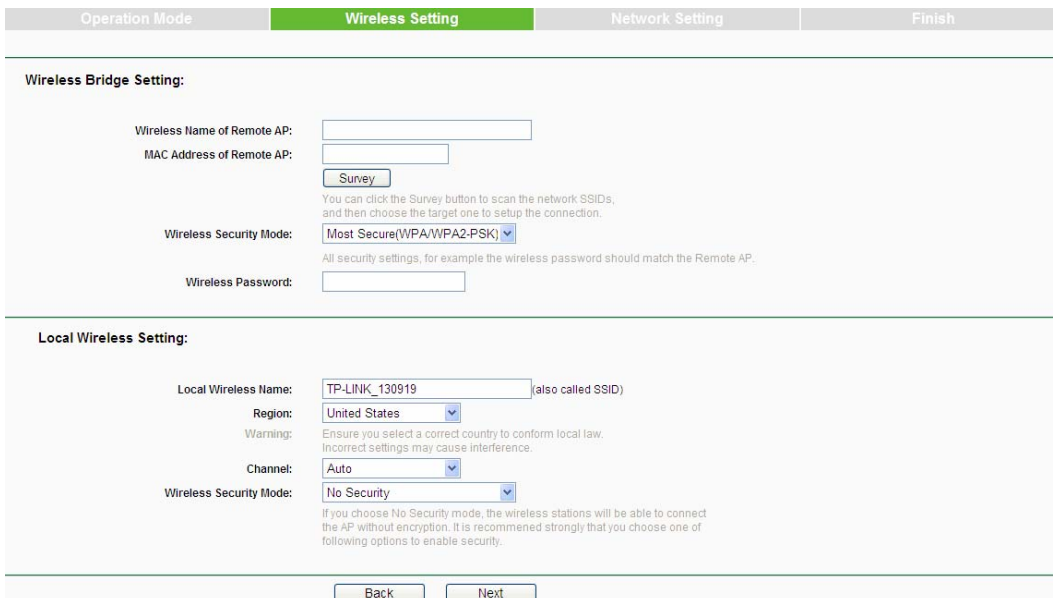 Operation Mode
Wireless Setting
Network Setting
Finish
Wireless Bridge Setting:
Wireless Name of Remote AP:
MAC Address of Remote AP:
Survey
You can click the Survey button to scan the network SSIDs,
and then choose the target one to setup the connection.
Wireless Security Mode: Most Secure(WPA/WPA2-PSK)
All security settings, for example the wireless password should match the Remote AP.
Wireless Password:
Local Wireless Setting:
Local Wireless Name: TP-LINK_130919 (also called SSID)
Region: United States
Warning: Ensure you select a correct country to conform local law.
Incorrect settings may cause interference.
Channel: Auto
Wireless Security Mode: No Security
If you choose No Security mode, the wireless stations will be able to connect
the AP without encryption. It is recommened strongly that you choose one of
following options to enable security.
Back Next